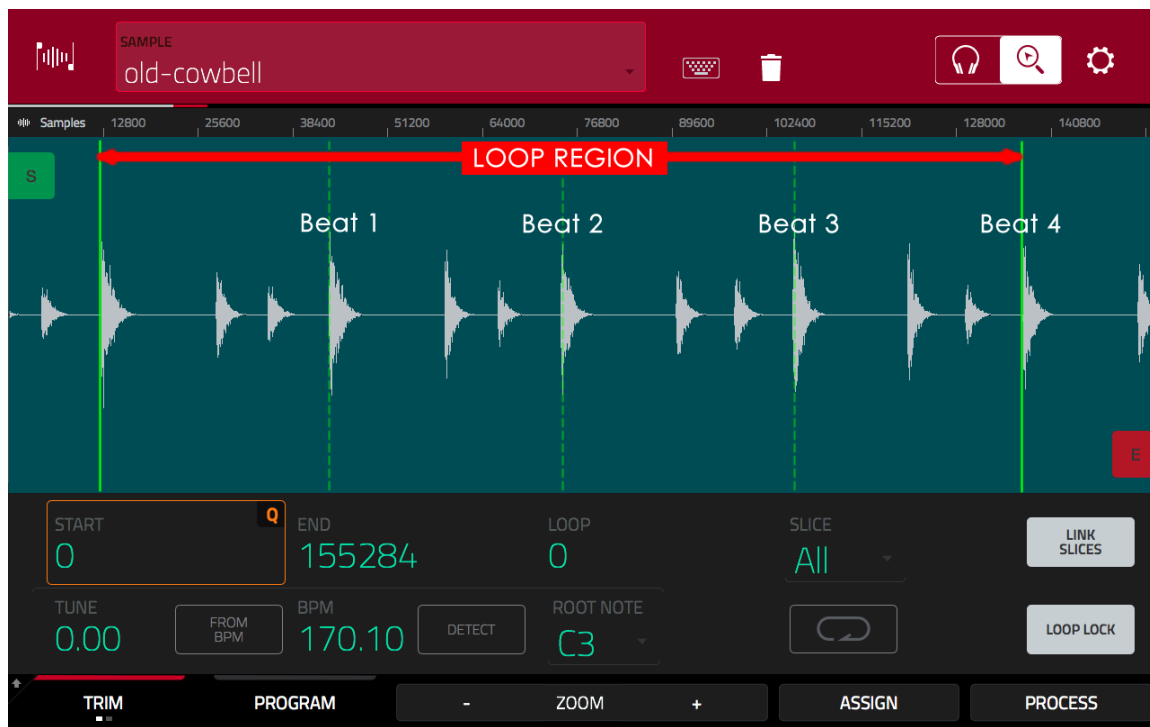 SAMPLE
old-cowbell
Samples 12800 25600 38400 51200 64000 76800 89600 102400 115200 128000 140800
LOOP REGION
S
Beat 1 Beat 2 Beat 3 Beat 4
E
START Q END LOOP SLICE
0 155284 0 All
LINK
SLICES
TUNE BPM ROOT NOTE
0.00 FROM
BPM 170.10 DETECT C3 LOOP LOCK
TRIM PROGRAM - ZOOM + ASSIGN PROCESS